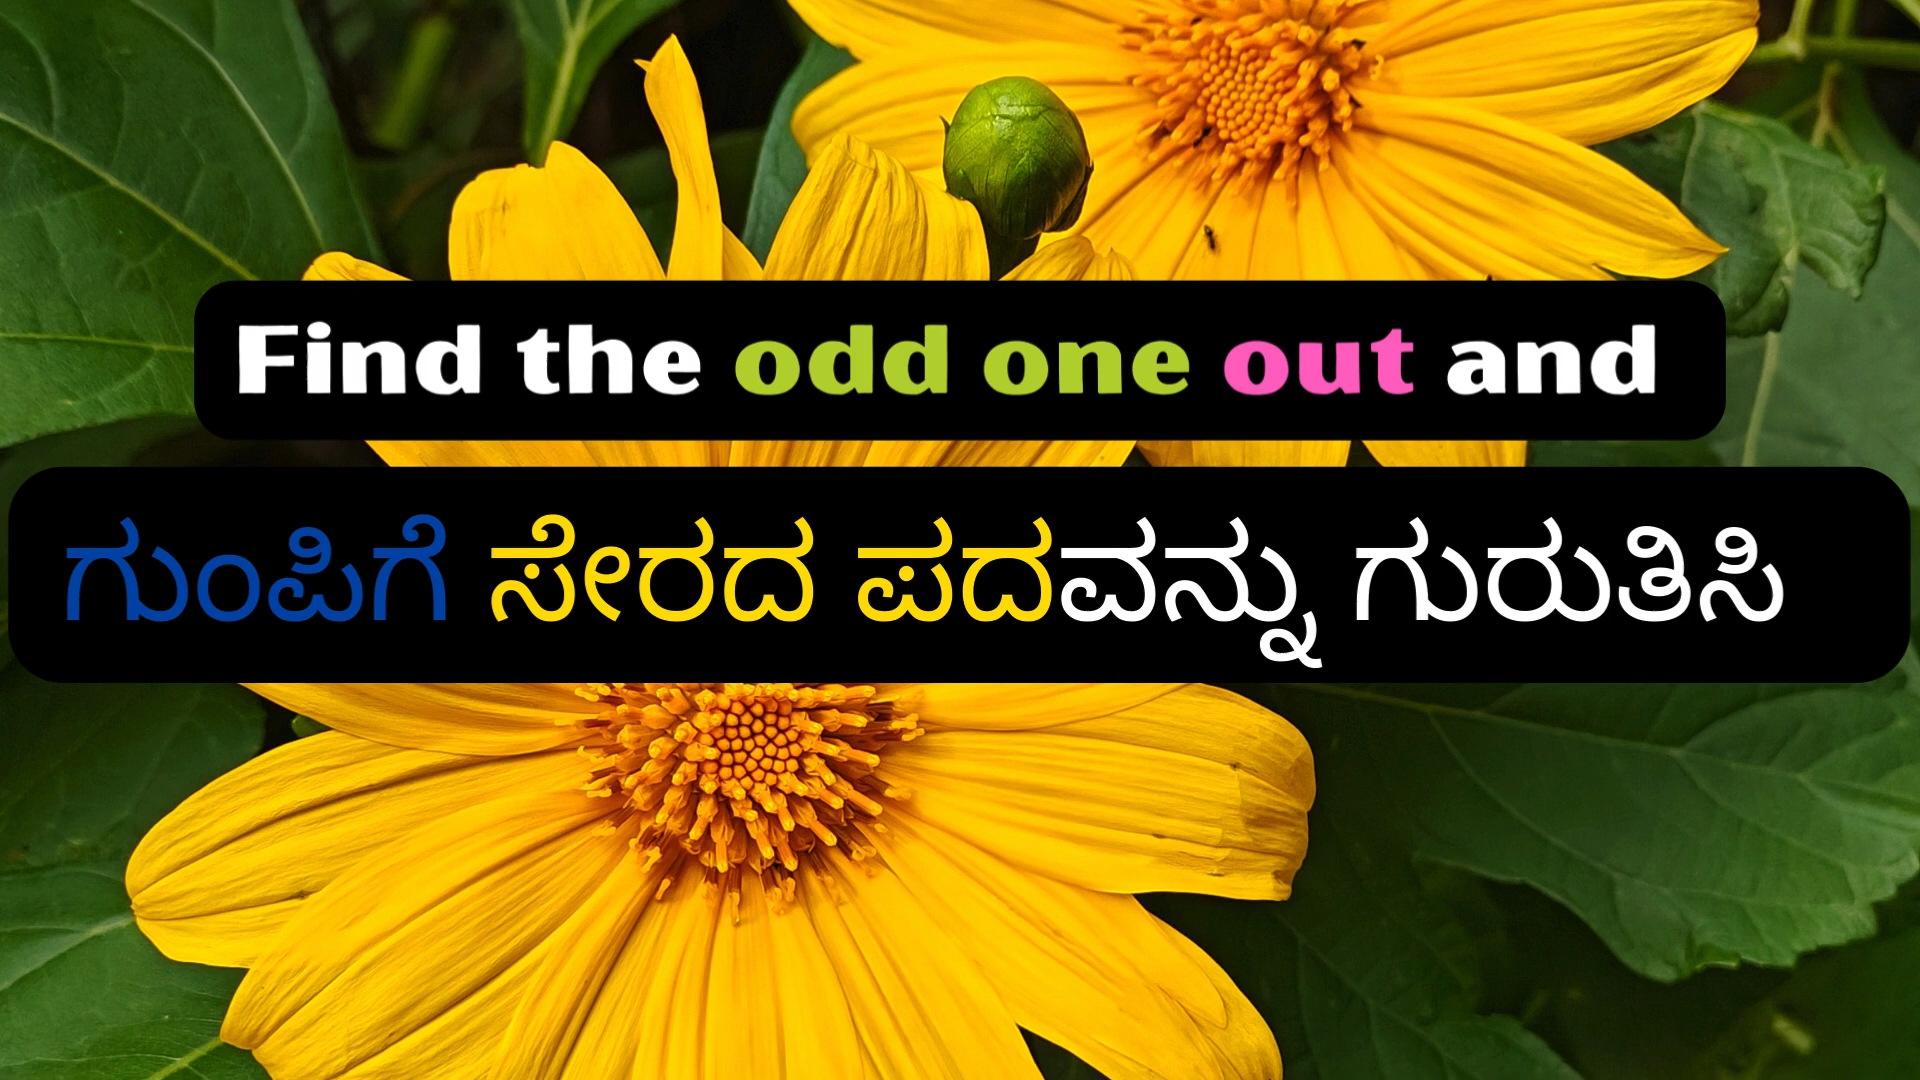 Find the odd one out and
ಗುಂಪಿಗೆ ಸೇರದ ಪದವನ್ನು ಗುರುತಿಸಿ